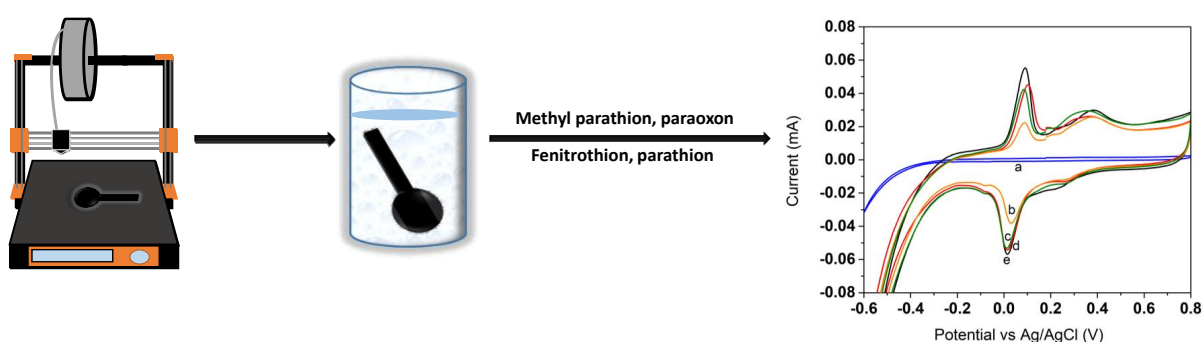 Methyl parathion, paraoxon
Fenitrothion, parathion
Current (mA)
0.08
0.06
0.04
0.02
0.00
-0.02
-0.04
-0.06
-0.08
a
b
c
d
e
-0.6 -0.4 -0.2 0.0 0.2 0.4 0.6 0.8
Potential vs Ag/AgCl (V)